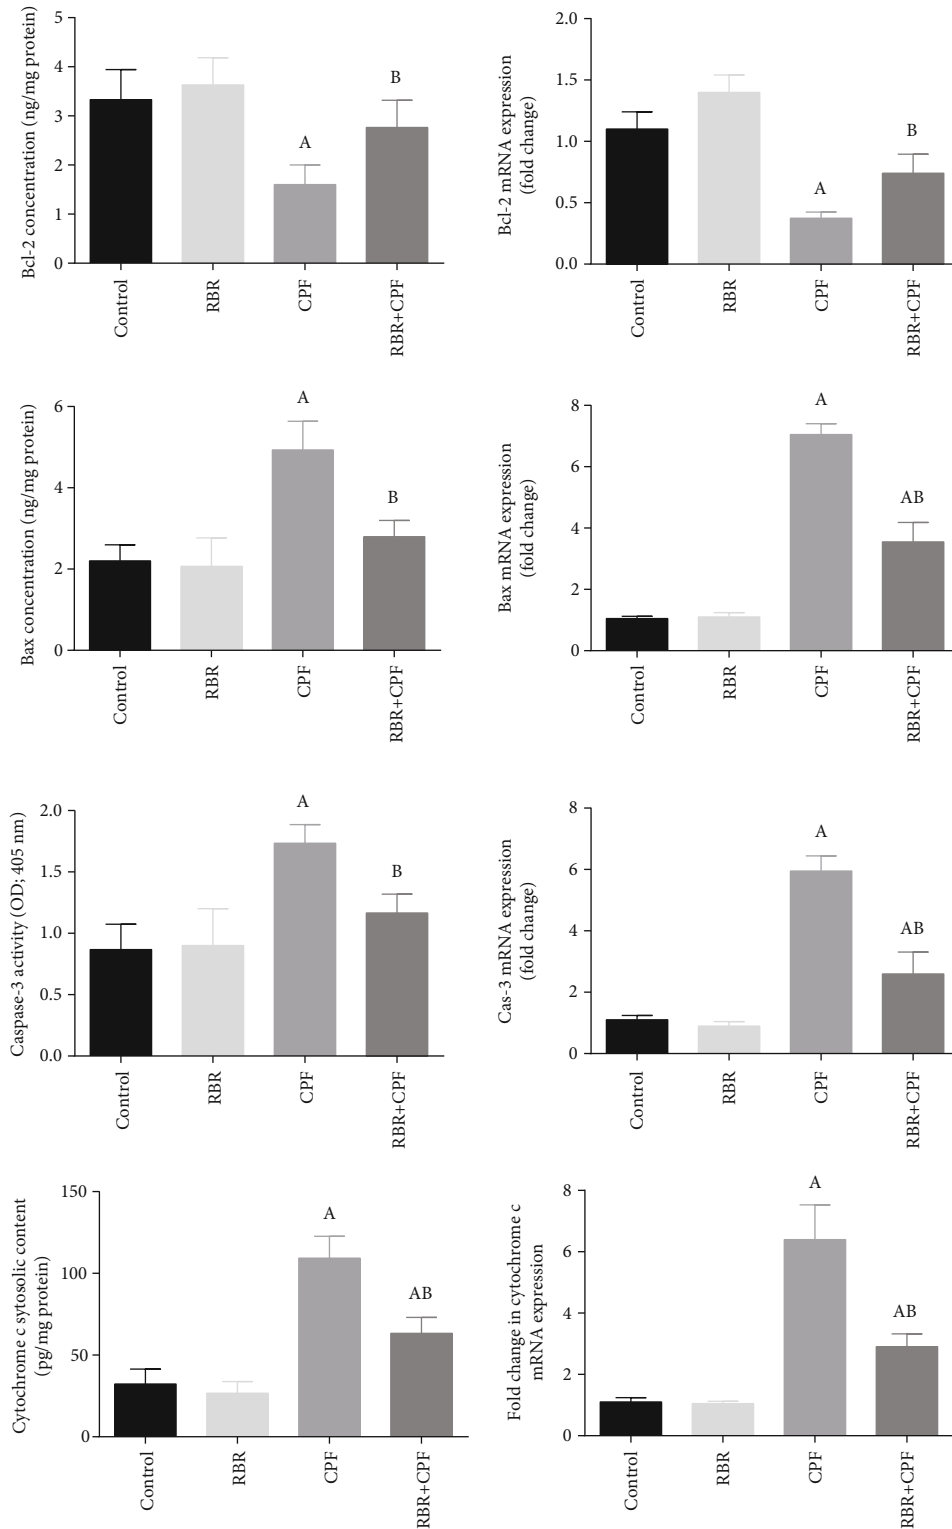 Bcl-2 concentration (ng/mg protein)
5
4
3
2
1
0
A
B
Control
RBR
CPF
RBR+CPF
Bcl-2 mRNA expression
(fold change)
2.0
1.5
1.0
0.5
0.0
A
B
Control
RBR
CPF
RBR+CPF
Bax concentration (ng/mg protein)
6
4
2
0
A
B
Control
RBR
CPF
RBR+CPF
Bax mRNA expression
(fold change)
8
6
4
2
0
A
AB
Control
RBR
CPF
RBR+CPF
Caspase-3 activity (OD; 405 nm)
2.0
1.5
1.0
0.5
0.0
A
B
Control
RBR
CPF
RBR+CPF
Cas-3 mRNA expression
(fold change)
8
6
4
2
0
A
AB
Control
RBR
CPF
RBR+CPF
Cytochrome c sytosolic content
(pg/mg protein)
150
100
50
0
A
AB
Control
RBR
CPF
RBR+CPF
Fold change in cytochrome c
mRNA expression
8
6
4
2
0
A
AB
Control
RBR
CPF
RBR+CPF